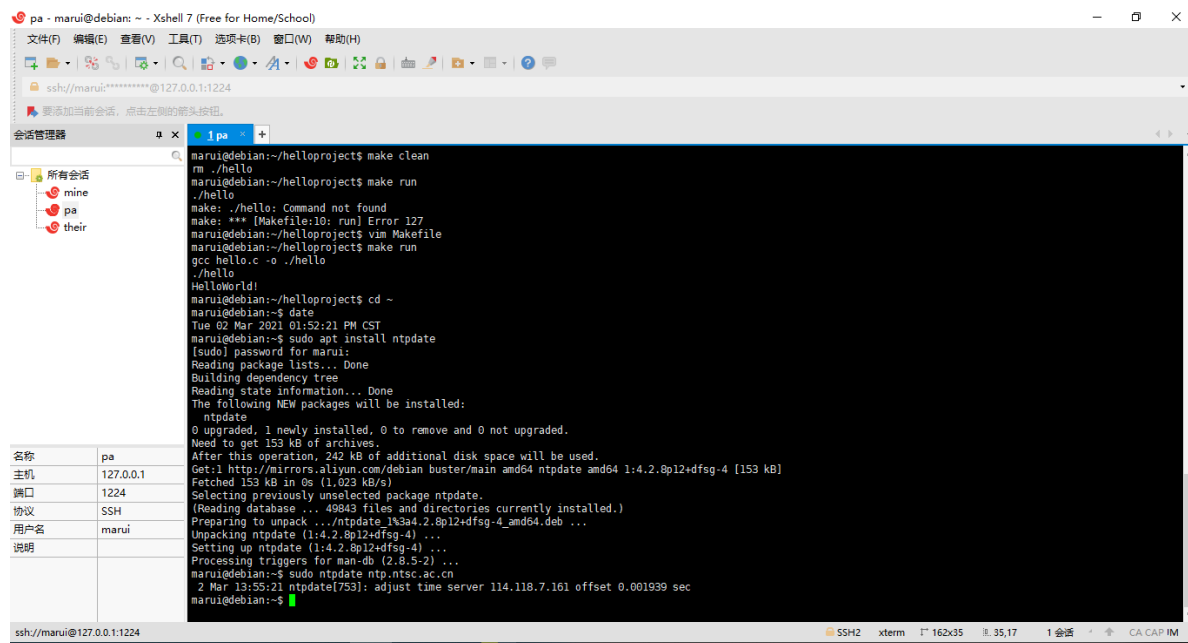 pa - marui@debian: ~ - Xshell 7 (Free for Home/School)
文件(F) 编辑(E) 查看(V) 工具(T) 选项卡(B) 窗口(W) 帮助(H)
ssh://marui:**********@127.0.0.1:1224
要添加当前会话，点击左侧的箭头按钮。
会话管理器
1 pa
所有会话
mine
pa
their
名称 pa
主机 127.0.0.1
端口 1224
协议 SSH
用户名 marui
说明
marui@debian:~/helloproject$ make clean
rm ./hello
marui@debian:~/helloproject$ make run
./hello
make: ./hello: Command not found
make: *** [Makefile:10: run] Error 127
marui@debian:~/helloproject$ vim Makefile
marui@debian:~/helloproject$ make run
gcc hello.c -o ./hello
./hello
HelloWorld!
marui@debian:~/helloproject$ cd ~
marui@debian:~$ date
Tue 02 Mar 2021 01:52:21 PM CST
marui@debian:~$ sudo apt install ntpdate
[sudo] password for marui:
Reading package lists... Done
Building dependency tree
Reading state information... Done
The following NEW packages will be installed:
  ntpdate
0 upgraded, 1 newly installed, 0 to remove and 0 not upgraded.
Need to get 153 kB of archives.
After this operation, 242 kB of additional disk space will be used.
Get:1 http://mirrors.aliyun.com/debian buster/main amd64 ntpdate amd64 1:4.2.8p12+dfsg-4 [153 kB]
Fetched 153 kB in 0s (1,023 kB/s)
Selecting previously unselected package ntpdate.
(Reading database ... 49843 files and directories currently installed.)
Preparing to unpack .../ntpdate_1%3a4.2.8p12+dfsg-4_amd64.deb ...
Unpacking ntpdate (1:4.2.8p12+dfsg-4) ...
Setting up ntpdate (1:4.2.8p12+dfsg-4) ...
Processing triggers for man-db (2.8.5-2) ...
marui@debian:~$ sudo ntpdate ntp.ntsc.ac.cn
 2 Mar 13:55:21 ntpdate[753]: adjust time server 114.118.7.161 offset 0.001939 sec
marui@debian:~$
ssh://marui@127.0.0.1:1224 SSH2 xterm 162x35 35,17 1 会话 CAP NUM